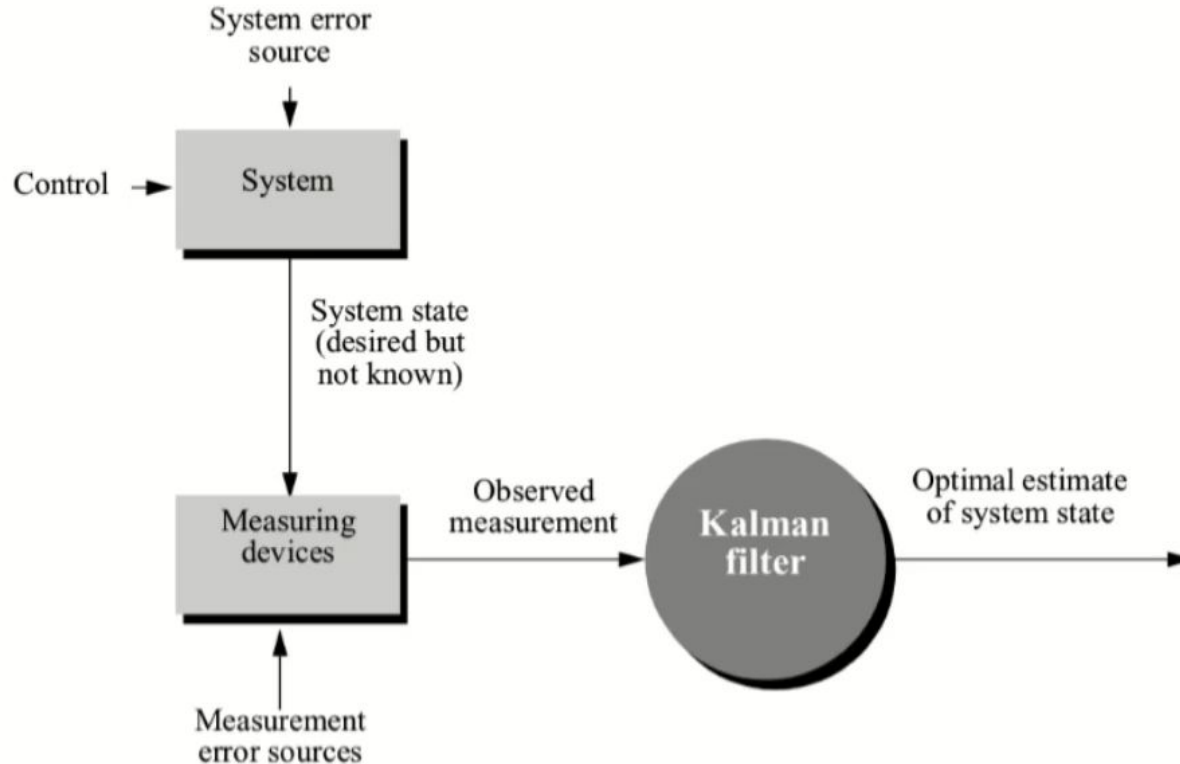 System error
source
Control
System
System state
(desired but
not known)
Measuring
devices
Observed
measurement
Kalman
filter
Optimal estimate
of system state
Measurement
error sources